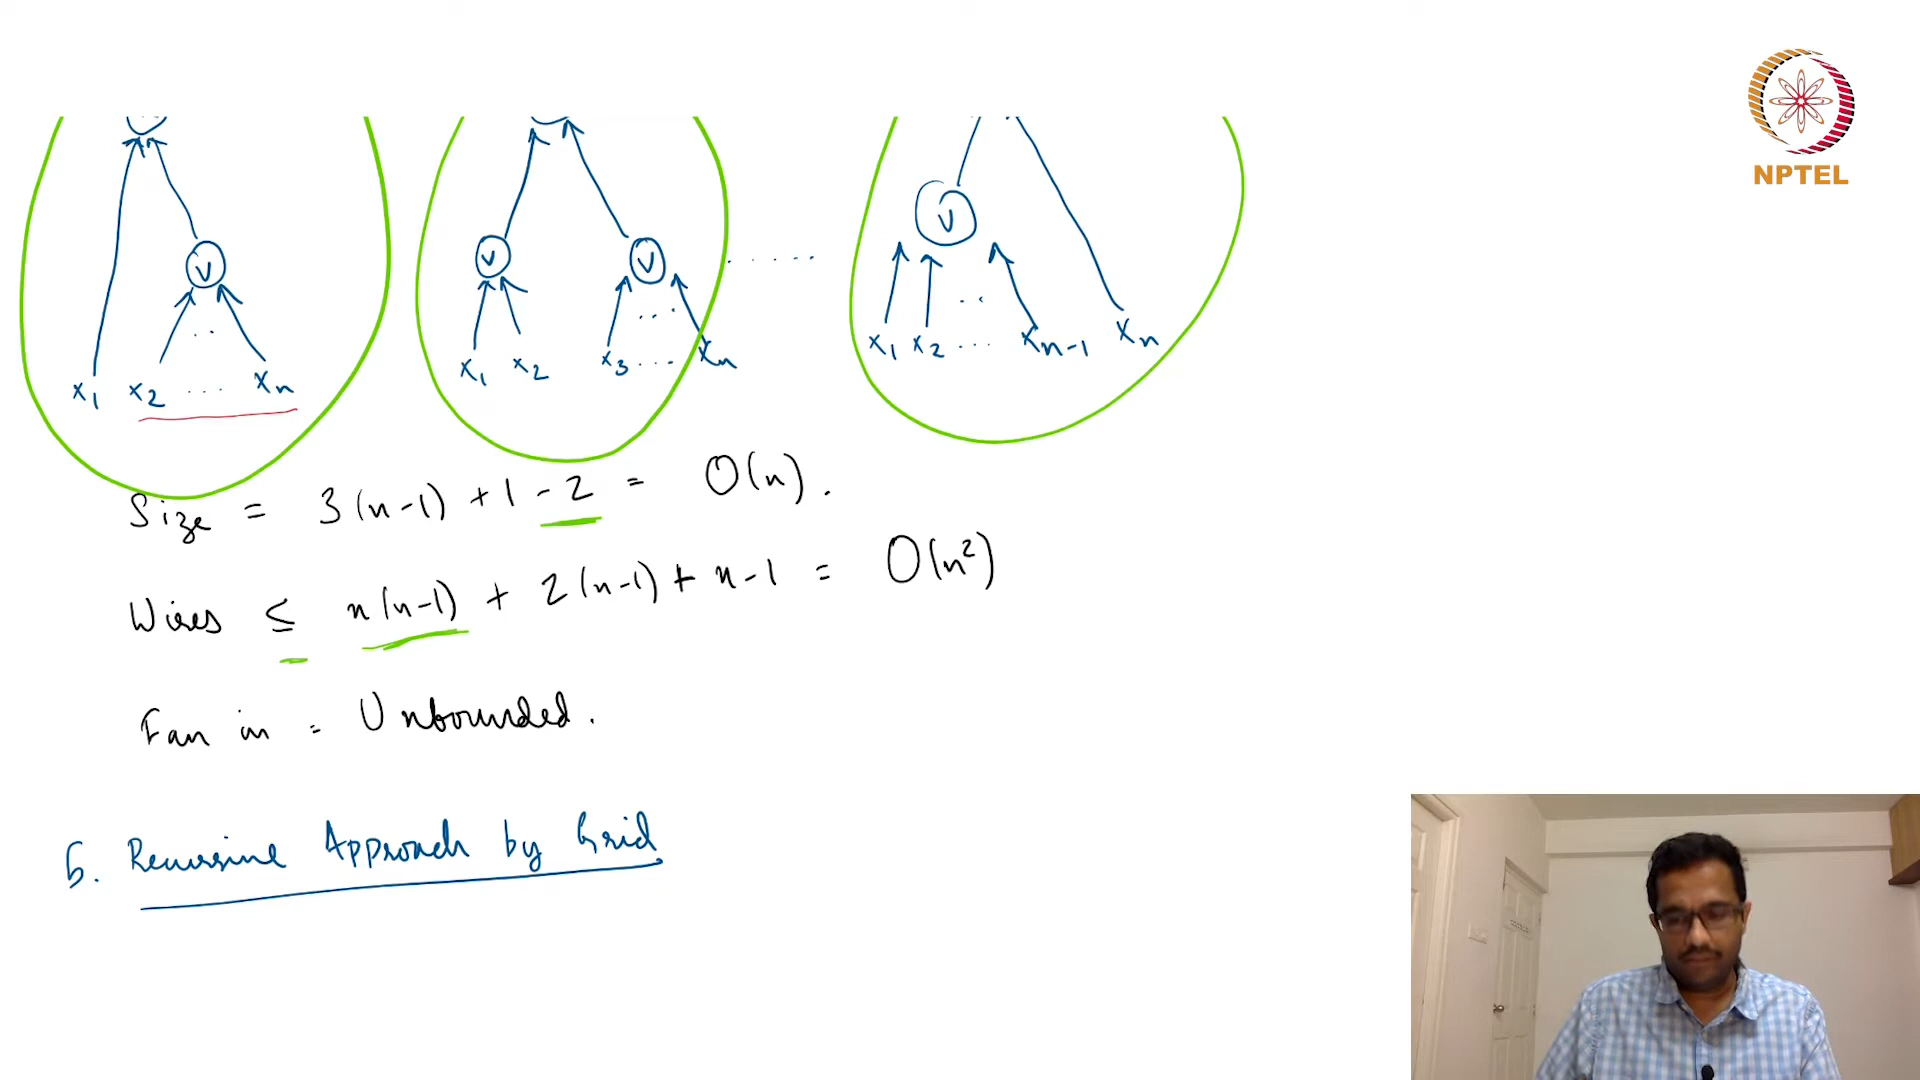 NPTEL
∨ ∨ ∨ ..... ∨
x₁ x₂ ... xₙ
x₁ x₂ x₃ .... xₙ
x₁ x₂ ... xₙ₋₁ xₙ
Size = 3(n-1) + 1 - 2 = O(n).
Wires ≤ n(n-1) + 2(n-1) + n-1 = O(n²)
Fan in = Unbounded.
5. Recursive Approach by Grid